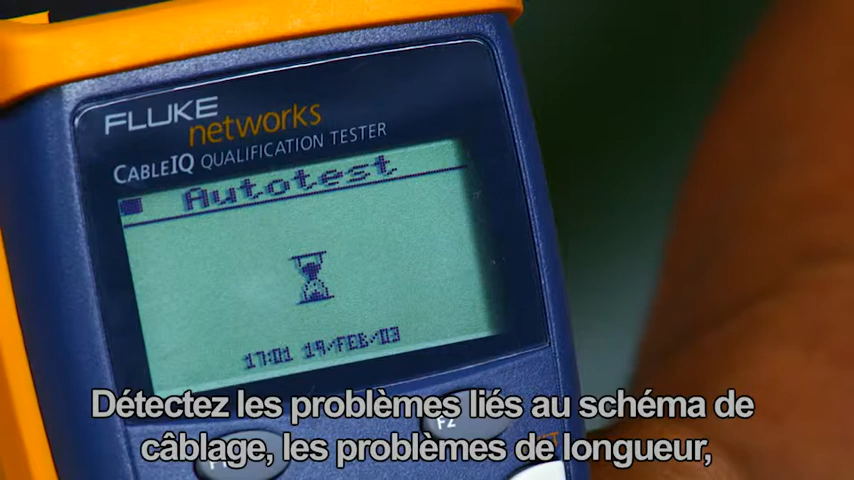 FLUKE
networks
CABLEIQ QUALIFICATION TESTER
Autotest
17:01 19/FEB/03
F2
Détectez les problèmes liés au schéma de
câblage, les problèmes de longueur,